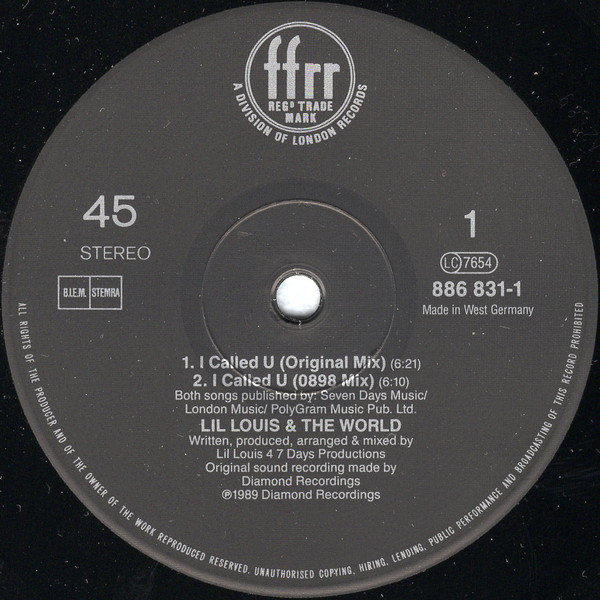 ffrr
REGD TRADE
MARK
A DIVISION OF LONDON RECORDS
45
STEREO
B.I.E.M. STEMRA
1
LC 7654
886 831-1
Made in West Germany
1. I Called U (Original Mix) (6:21)
2. I Called U (0898 Mix) (6:10)
Both songs published by: Seven Days Music/
London Music/ PolyGram Music Pub. Ltd.
LIL LOUIS & THE WORLD
Written, produced, arranged & mixed by
Lil Louis 4 7 Days Productions
Original sound recording made by
Diamond Recordings
℗1989 Diamond Recordings
ALL RIGHTS OF THE PRODUCER AND OF THE OWNER OF THE WORK REPRODUCED RESERVED. UNAUTHORISED COPYING, HIRING, LENDING, PUBLIC PERFORMANCE AND BROADCASTING OF THIS RECORD PROHIBITED